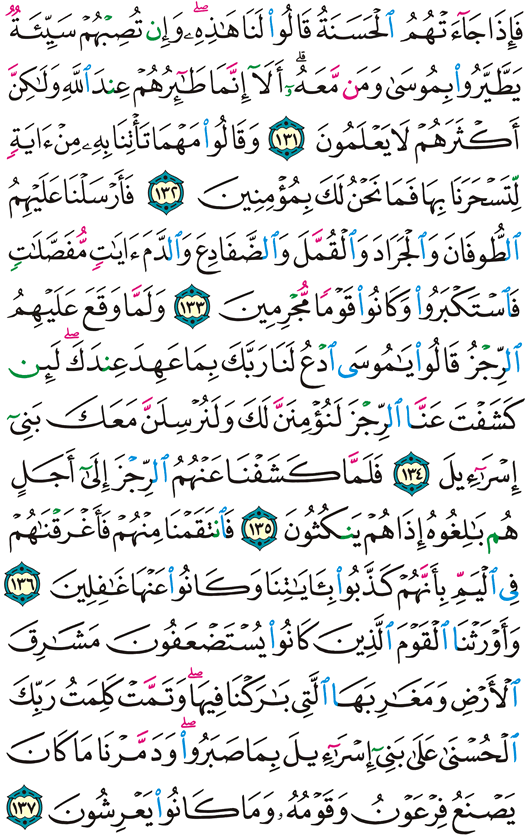 فَإِذَا جَآءَتْهُمُ ٱلْحَسَنَةُ قَالُوا۟ لَنَا هَـٰذِهِۦ ۖ وَإِن تُصِبْهُمْ سَيِّئَةٌ
يَطَّيَّرُوا۟ بِمُوسَىٰ وَمَن مَّعَهُۥٓ ۗ أَلَآ إِنَّمَا طَـٰٓئِرُهُمْ عِندَ ٱللَّهِ وَلَـٰكِنَّ
أَكْثَرَهُمْ لَا يَعْلَمُونَ ١٣١ وَقَالُوا۟ مَهْمَا تَأْتِنَا بِهِۦ مِنْ ءَايَةٍ
لِّتَسْحَرَنَا بِهَا فَمَا نَحْنُ لَكَ بِمُؤْمِنِينَ ١٣٢ فَأَرْسَلْنَا عَلَيْهِمُ
ٱلطُّوفَانَ وَٱلْجَرَادَ وَٱلْقُمَّلَ وَٱلضَّفَادِعَ وَٱلدَّمَ ءَايَـٰتٍ مُّفَصَّلَـٰتٍ
فَٱسْتَكْبَرُوا۟ وَكَانُوا۟ قَوْمًا مُّجْرِمِينَ ١٣٣ وَلَمَّا وَقَعَ عَلَيْهِمُ
ٱلرِّجْزُ قَالُوا۟ يَـٰمُوسَى ٱدْعُ لَنَا رَبَّكَ بِمَا عَهِدَ عِندَكَ ۖ لَئِن
كَشَفْتَ عَنَّا ٱلرِّجْزَ لَنُؤْمِنَنَّ لَكَ وَلَنُرْسِلَنَّ مَعَكَ بَنِىٓ
إِسْرَٰٓءِيلَ ١٣٤ فَلَمَّا كَشَفْنَا عَنْهُمُ ٱلرِّجْزَ إِلَىٰٓ أَجَلٍ
هُم بَـٰلِغُوهُ إِذَا هُمْ يَنكُثُونَ ١٣٥ فَٱنتَقَمْنَا مِنْهُمْ فَأَغْرَقْنَـٰهُمْ
فِى ٱلْيَمِّ بِأَنَّهُمْ كَذَّبُوا۟ بِـَٔايَـٰتِنَا وَكَانُوا۟ عَنْهَا غَـٰفِلِينَ ١٣٦
وَأَوْرَثْنَا ٱلْقَوْمَ ٱلَّذِينَ كَانُوا۟ يُسْتَضْعَفُونَ مَشَـٰرِقَ
ٱلْأَرْضِ وَمَغَـٰرِبَهَا ٱلَّتِى بَـٰرَكْنَا فِيهَا ۖ وَتَمَّتْ كَلِمَتُ رَبِّكَ
ٱلْحُسْنَىٰ عَلَىٰ بَنِىٓ إِسْرَٰٓءِيلَ بِمَا صَبَرُوا۟ ۖ وَدَمَّرْنَا مَا كَانَ
يَصْنَعُ فِرْعَوْنُ وَقَوْمُهُۥ وَمَا كَانُوا۟ يَعْرِشُونَ ١٣٧